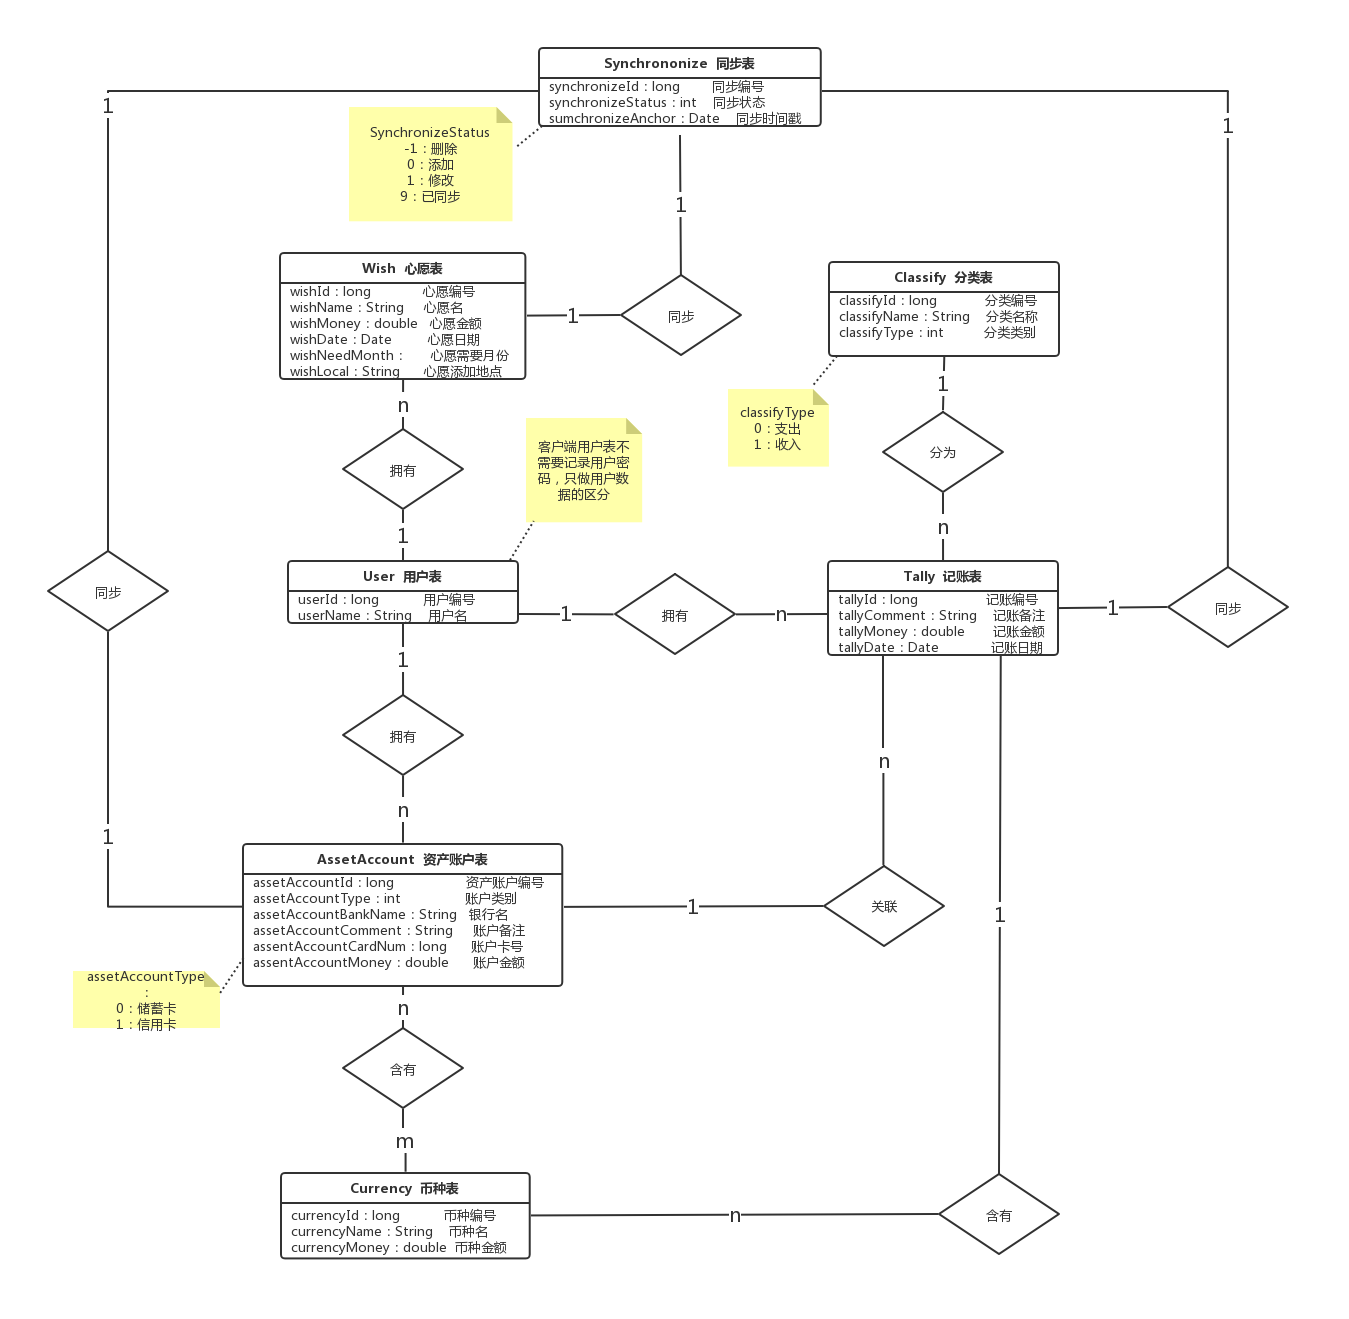 Synchrononize 同步表
synchronizeId : long 同步编号
synchronizeStatus : int 同步状态
sumchronizeAnchor : Date 同步时间戳
1
1
SynchronizeStatus
-1：删除
0：添加
1：修改
9：已同步
1
Wish 心愿表
wishId : long 心愿编号
wishName : String 心愿名
wishMoney : double 心愿金额
wishDate : Date 心愿日期
wishNeedMonth : 心愿需要月份
wishLocal : String 心愿添加地点
1
同步
Classify 分类表
classifyId : long 分类编号
classifyName : String 分类名称
classifyType : int 分类类别
n
1
classifyType
0：支出
1：收入
客户端用户表不
需要记录用户密
码，只做用户数
据的区分
拥有
分为
1
n
同步
User 用户表
userId : long 用户编号
userName : String 用户名
1
拥有
n
Tally 记账表
tallyId : long 记账编号
tallyComment : String 记账备注
tallyMoney : double 记账金额
tallyDate : Date 记账日期
1
同步
1
拥有
n
n
1
AssetAccount 资产账户表
assetAccountId : long 资产账户编号
assetAccountType : int 账户类别
assetAccountBankName : String 银行名
assetAccountComment : String 账户备注
assentAccountCardNum : long 账户卡号
assentAccountMoney : double 账户金额
1
关联
1
assetAccountType
：
0：储蓄卡
1：信用卡
n
含有
m
Currency 币种表
currencyId : long 币种编号
currencyName : String 币种名
currencyMoney : double 币种金额
n
含有